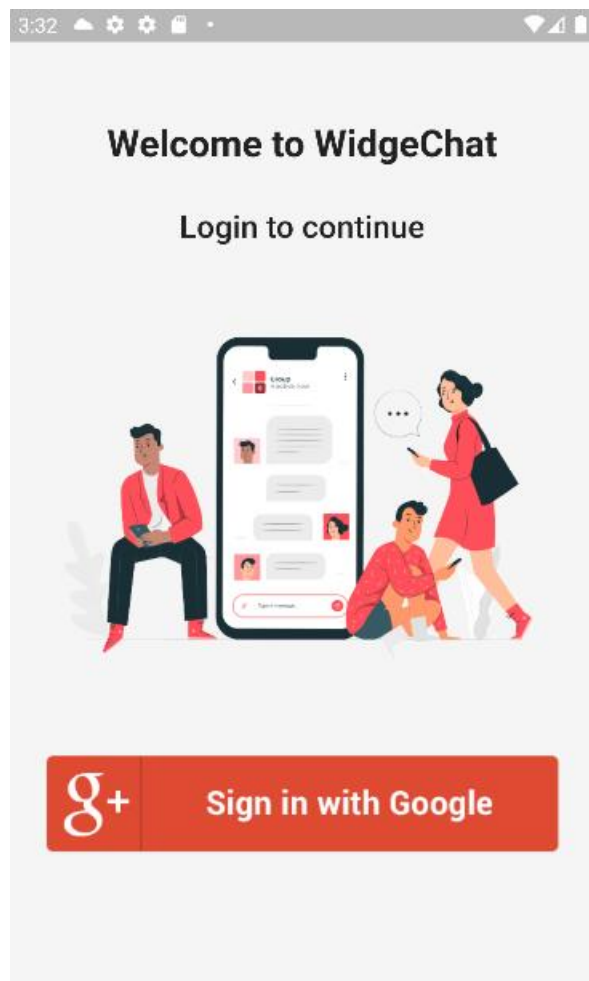 3:32
Welcome to WidgeChat
Login to continue
Group
g+ Sign in with Google